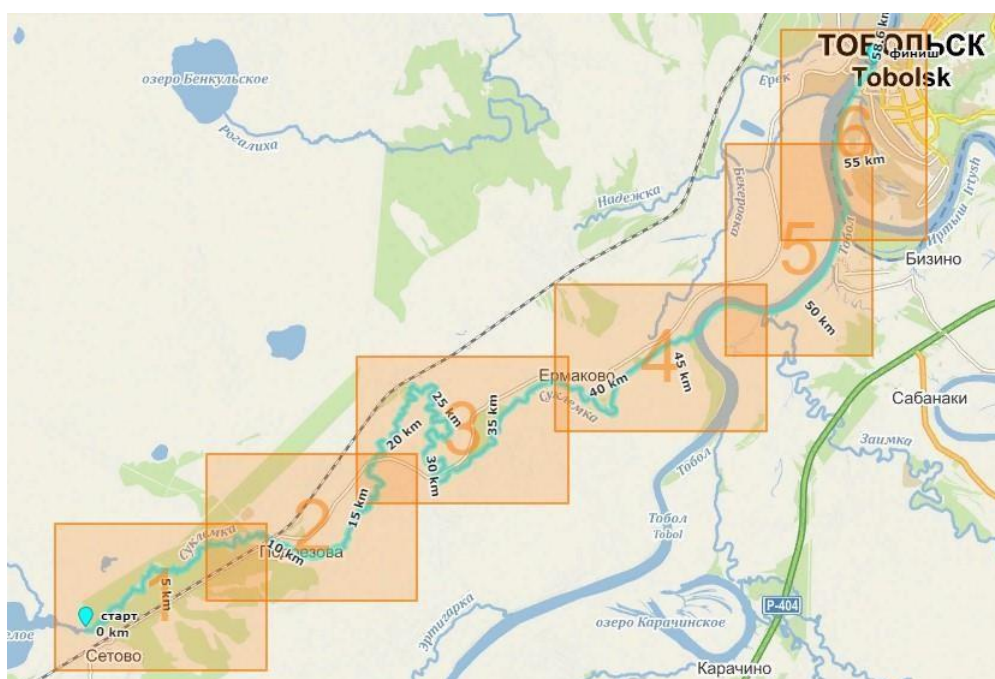 ТОБОЛЬСК
Tobolsk
58.6 km
финиш
озеро Бенкульское
Рогалиха
Ерек
6
55 km
Надежка
Бекеровка
5
Тобол
Иртыш Irtysh
Бизино
50 km
4
45 km
Ермаково
40 km
Суклемка
Сабанаки
3
25 km
20 km
35 km
30 km
Заимка
Тобол
2
15 km
Тобол
Tobol
Суклемка
10 km
1
5 km
старт
0 km
Сетово
Р-404
Эртигарка
озеро Карачинское
Карачино